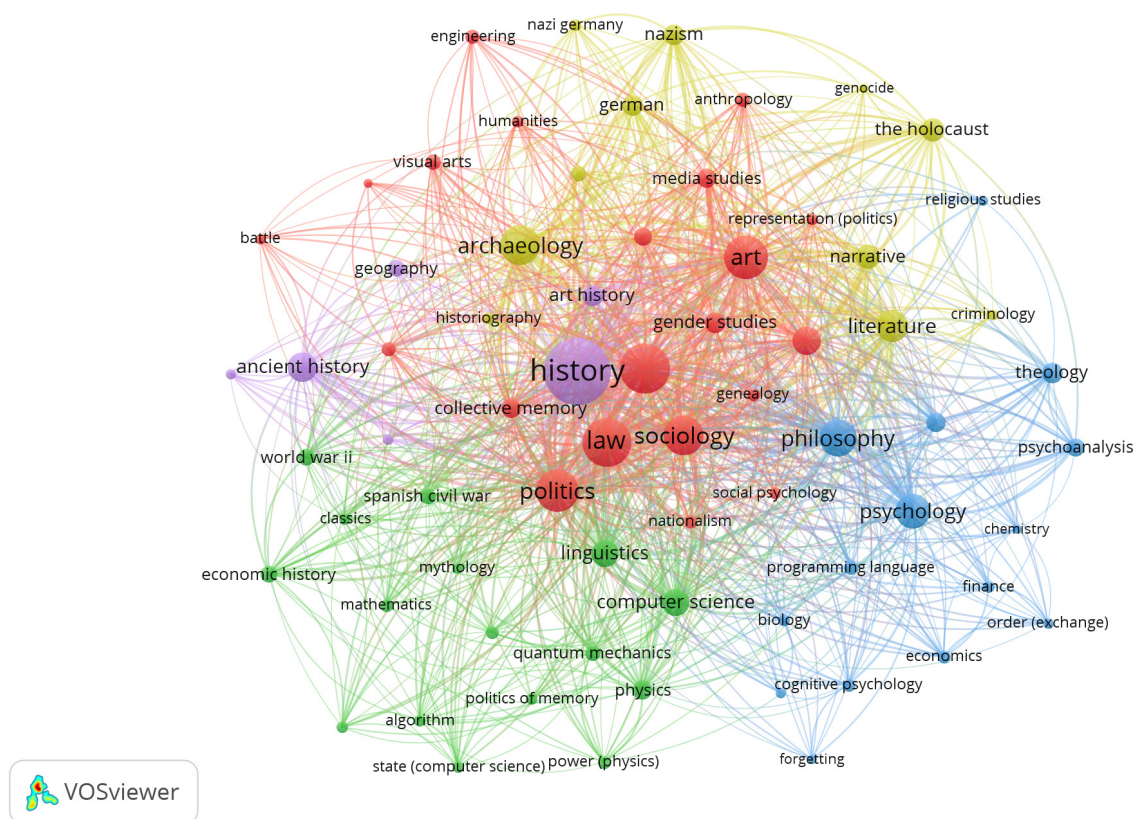 nazi germany
engineering
nazism
genocide
anthropology
german
humanities
the holocaust
visual arts
media studies
religious studies
representation (politics)
battle
archaeology
narrative
art
geography
art history
historiography
criminology
gender studies
literature
ancient history
history
theology
genealogy
collective memory
law
sociology
philosophy
psychoanalysis
world war ii
politics
social psychology
spanish civil war
psychology
classics
nationalism
chemistry
linguistics
mythology
programming language
economic history
finance
mathematics
computer science
biology
order (exchange)
quantum mechanics
economics
cognitive psychology
physics
politics of memory
algorithm
forgetting
power (physics)
state (computer science)
VOSviewer